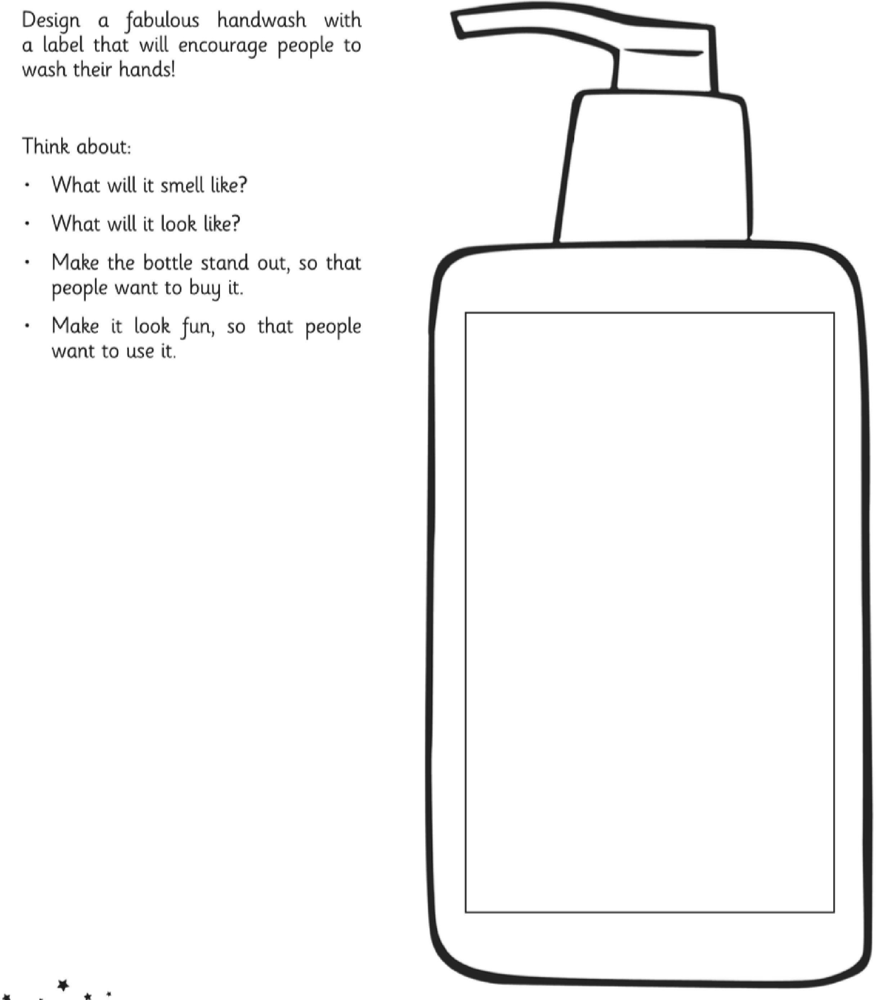 Design a fabulous handwash with
a label that will encourage people to
wash their hands!
Think about:
• What will it smell like?
• What will it look like?
• Make the bottle stand out, so that
people want to buy it.
• Make it look fun, so that people
want to use it.